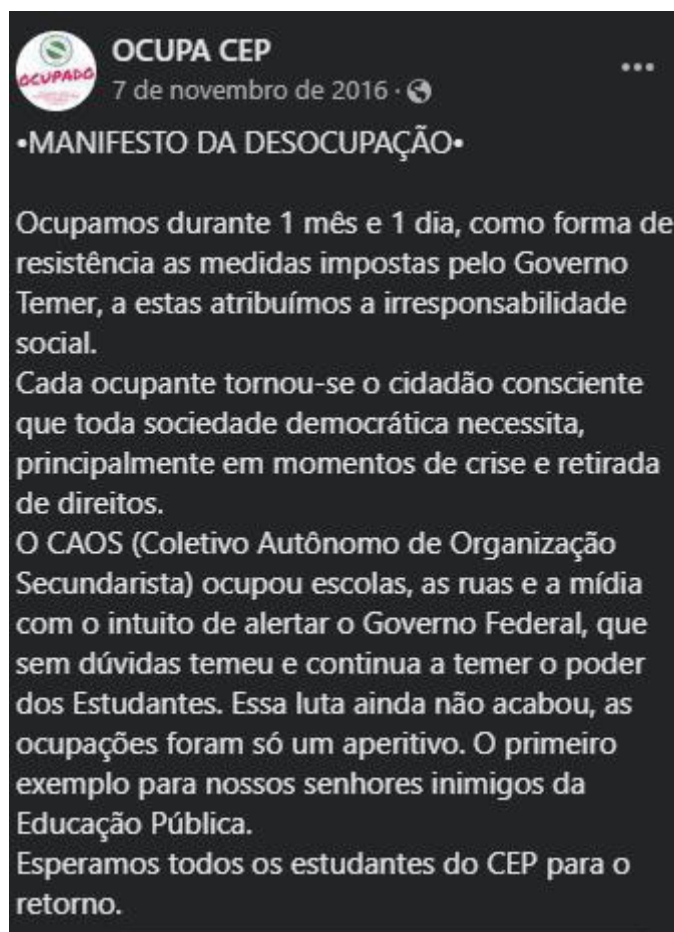 OCUPA CEP
OCUPADO
7 de novembro de 2016 ·
•MANIFESTO DA DESOCUPAÇÃO•
Ocupamos durante 1 mês e 1 dia, como forma de
resistência as medidas impostas pelo Governo
Temer, a estas atribuímos a irresponsabilidade
social.
Cada ocupante tornou-se o cidadão consciente
que toda sociedade democrática necessita,
principalmente em momentos de crise e retirada
de direitos.
O CAOS (Coletivo Autônomo de Organização
Secundarista) ocupou escolas, as ruas e a mídia
com o intuito de alertar o Governo Federal, que
sem dúvidas temeu e continua a temer o poder
dos Estudantes. Essa luta ainda não acabou, as
ocupações foram só um aperitivo. O primeiro
exemplo para nossos senhores inimigos da
Educação Pública.
Esperamos todos os estudantes do CEP para o
retorno.